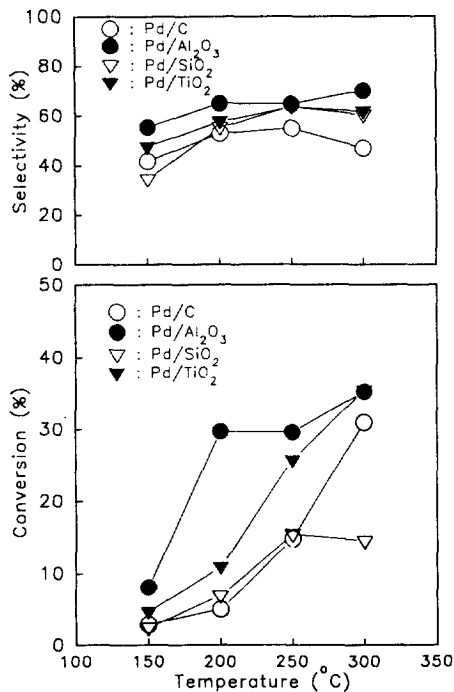 100
80
60
40
20
0
Selectivity (%)
○ : Pd/C
● : Pd/Al₂O₃
▽ : Pd/SiO₂
▼ : Pd/TiO₂
50
40
30
20
10
0
Conversion (%)
○ : Pd/C
● : Pd/Al₂O₃
▽ : Pd/SiO₂
▼ : Pd/TiO₂
100 150 200 250 300 350
Temperature (°C)